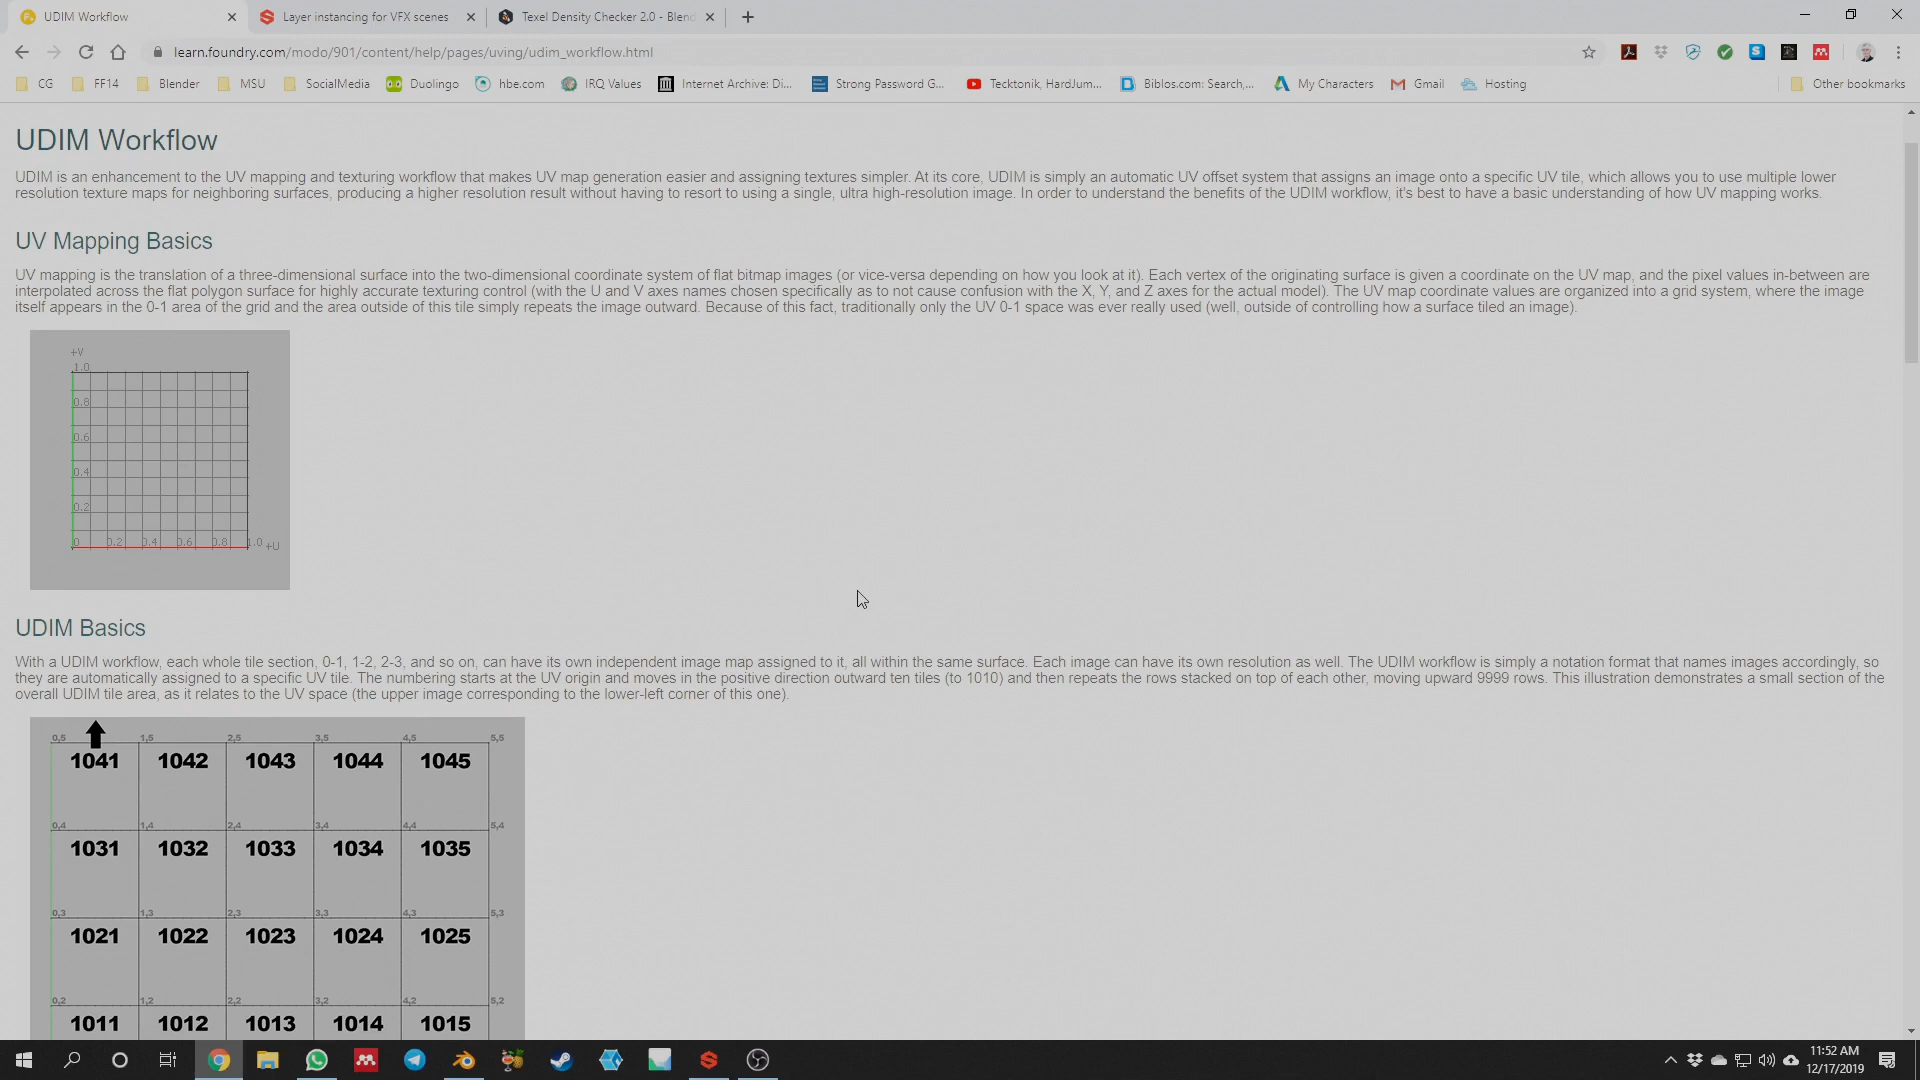 UDIM Workflow
Layer instancing for VFX scenes
Texel Density Checker 2.0 - Blen
learn.foundry.com/modo/901/content/help/pages/uving/udim_workflow.html
CG
FF14
Blender
MSU
SocialMedia
Duolingo
hbe.com
IRQ Values
Internet Archive: Di...
Strong Password G...
Tecktonik, HardJum...
Biblos.com: Search,...
My Characters
Gmail
Hosting
Other bookmarks
UDIM Workflow
UDIM is an enhancement to the UV mapping and texturing workflow that makes UV map generation easier and assigning textures simpler. At its core, UDIM is simply an automatic UV offset system that assigns an image onto a specific UV tile, which allows you to use multiple lower
resolution texture maps for neighboring surfaces, producing a higher resolution result without having to resort to using a single, ultra high-resolution image. In order to understand the benefits of the UDIM workflow, it's best to have a basic understanding of how UV mapping works.
UV Mapping Basics
UV mapping is the translation of a three-dimensional surface into the two-dimensional coordinate system of flat bitmap images (or vice-versa depending on how you look at it). Each vertex of the originating surface is given a coordinate on the UV map, and the pixel values in-between are
interpolated across the flat polygon surface for highly accurate texturing control (with the U and V axes names chosen specifically as to not cause confusion with the X, Y, and Z axes for the actual model). The UV map coordinate values are organized into a grid system, where the image
itself appears in the 0-1 area of the grid and the area outside of this tile simply repeats the image outward. Because of this fact, traditionally only the UV 0-1 space was ever really used (well, outside of controlling how a surface tiled an image).
+V
1.0
0.8
0.6
0.4
0.2
0 0.2 0.4 0.6 0.8 1.0 +U
UDIM Basics
With a UDIM workflow, each whole tile section, 0-1, 1-2, 2-3, and so on, can have its own independent image map assigned to it, all within the same surface. Each image can have its own resolution as well. The UDIM workflow is simply a notation format that names images accordingly, so
they are automatically assigned to a specific UV tile. The numbering starts at the UV origin and moves in the positive direction outward ten tiles (to 1010) and then repeats the rows stacked on top of each other, moving upward 9999 rows. This illustration demonstrates a small section of the
overall UDIM tile area, as it relates to the UV space (the upper image corresponding to the lower-left corner of this one).
0,5 1,5 2,5 3,5 4,5 5,5
1041 1042 1043 1044 1045
0,4 1,4 2,4 3,4 4,4 5,4
1031 1032 1033 1034 1035
0,3 1,3 2,3 3,3 4,3 5,3
1021 1022 1023 1024 1025
0,2 1,2 2,2 3,2 4,2 5,2
1011 1012 1013 1014 1015
11:52 AM
12/17/2019